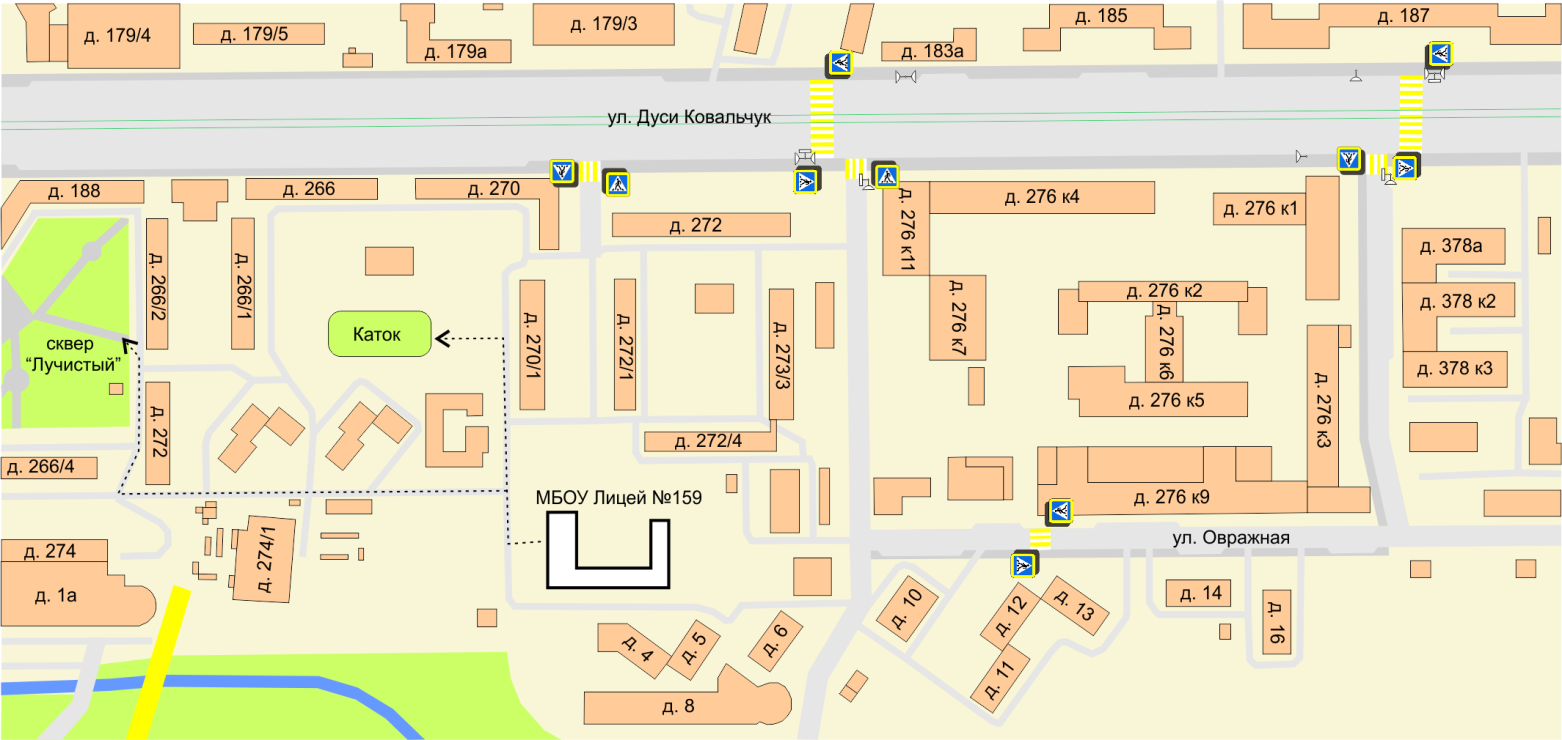 д. 179/4
д. 179/5
д. 179а
д. 179/3
д. 183а
д. 185
д. 187
ул. Дуси Ковальчук
д. 188
д. 266
д. 270
д. 272
д. 276 к11
д. 276 к4
д. 276 к1
д. 378а
д. 266/2
д. 266/1
д. 276 к2
д. 378 к2
сквер
“Лучистый”
Каток
д. 270/1
д. 272/1
д. 273/3
д. 276 к7
д. 276 к6
д. 378 к3
д. 272
д. 276 к5
д. 276 к3
д. 266/4
д. 272/4
МБОУ Лицей №159
д. 276 к9
ул. Овражная
д. 274
д. 274/1
д. 1а
д. 10
д. 12
д. 13
д. 14
д. 16
д. 4
д. 5
д. 6
д. 11
д. 8